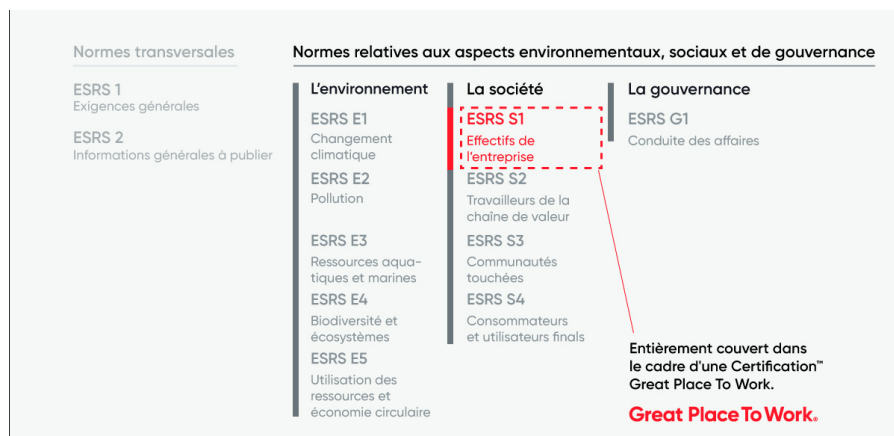 Normes transversales
ESRS 1
Exigences générales
ESRS 2
Informations générales à publier
Normes relatives aux aspects environnementaux, sociaux et de gouvernance
L'environnement
ESRS E1
Changement
climatique
ESRS E2
Pollution
ESRS E3
Ressources aqua-
tiques et marines
ESRS E4
Biodiversité et
écosystèmes
ESRS E5
Utilisation des
ressources et
économie circulaire
La société
ESRS S1
Effectifs de
l'entreprise
ESRS S2
Travailleurs de la
chaîne de valeur
ESRS S3
Communautés
touchées
ESRS S4
Consommateurs
et utilisateurs finals
La gouvernance
ESRS G1
Conduite des affaires
Entièrement couvert dans
le cadre d'une Certification™
Great Place To Work.
Great Place To Work®